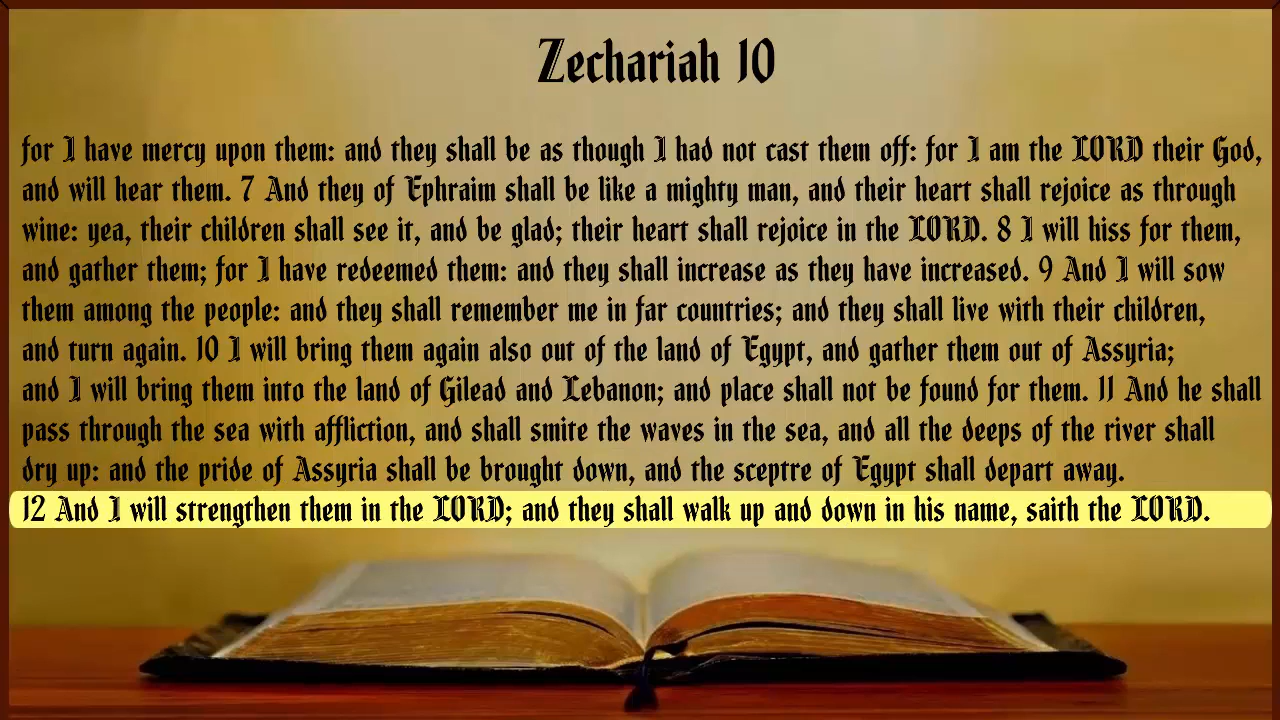 Zechariah 10
for I have mercy upon them: and they shall be as though I had not cast them off: for I am the LORD their God,
and will hear them. 7 And they of Ephraim shall be like a mighty man, and their heart shall rejoice as through
wine: yea, their children shall see it, and be glad; their heart shall rejoice in the LORD. 8 I will hiss for them,
and gather them; for I have redeemed them: and they shall increase as they have increased. 9 And I will sow
them among the people: and they shall remember me in far countries; and they shall live with their children,
and turn again. 10 I will bring them again also out of the land of Egypt, and gather them out of Assyria;
and I will bring them into the land of Gilead and Lebanon; and place shall not be found for them. 11 And he shall
pass through the sea with affliction, and shall smite the waves in the sea, and all the deeps of the river shall
dry up: and the pride of Assyria shall be brought down, and the sceptre of Egypt shall depart away.
12 And I will strengthen them in the LORD; and they shall walk up and down in his name, saith the LORD.